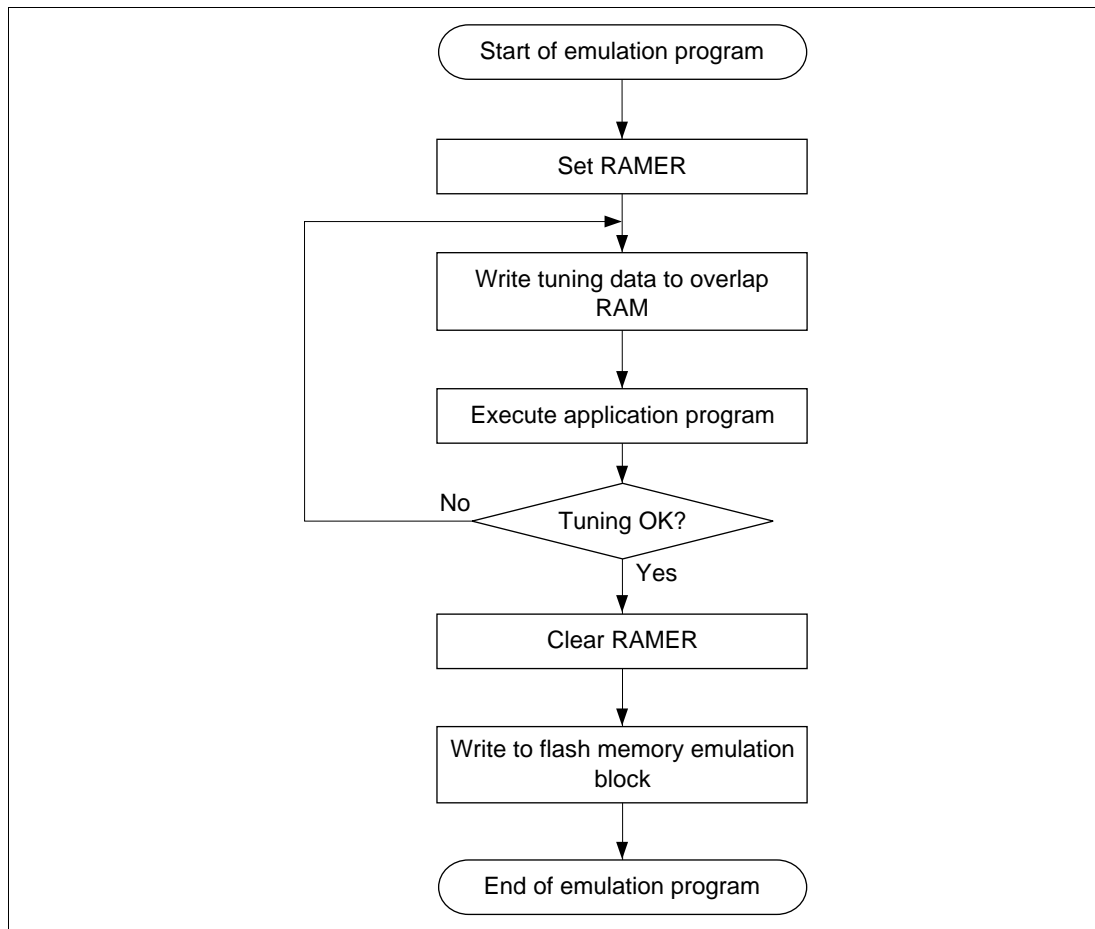 Start of emulation program
Set RAMER
Write tuning data to overlap
RAM
Execute application program
No
Tuning OK?
Yes
Clear RAMER
Write to flash memory emulation
block
End of emulation program